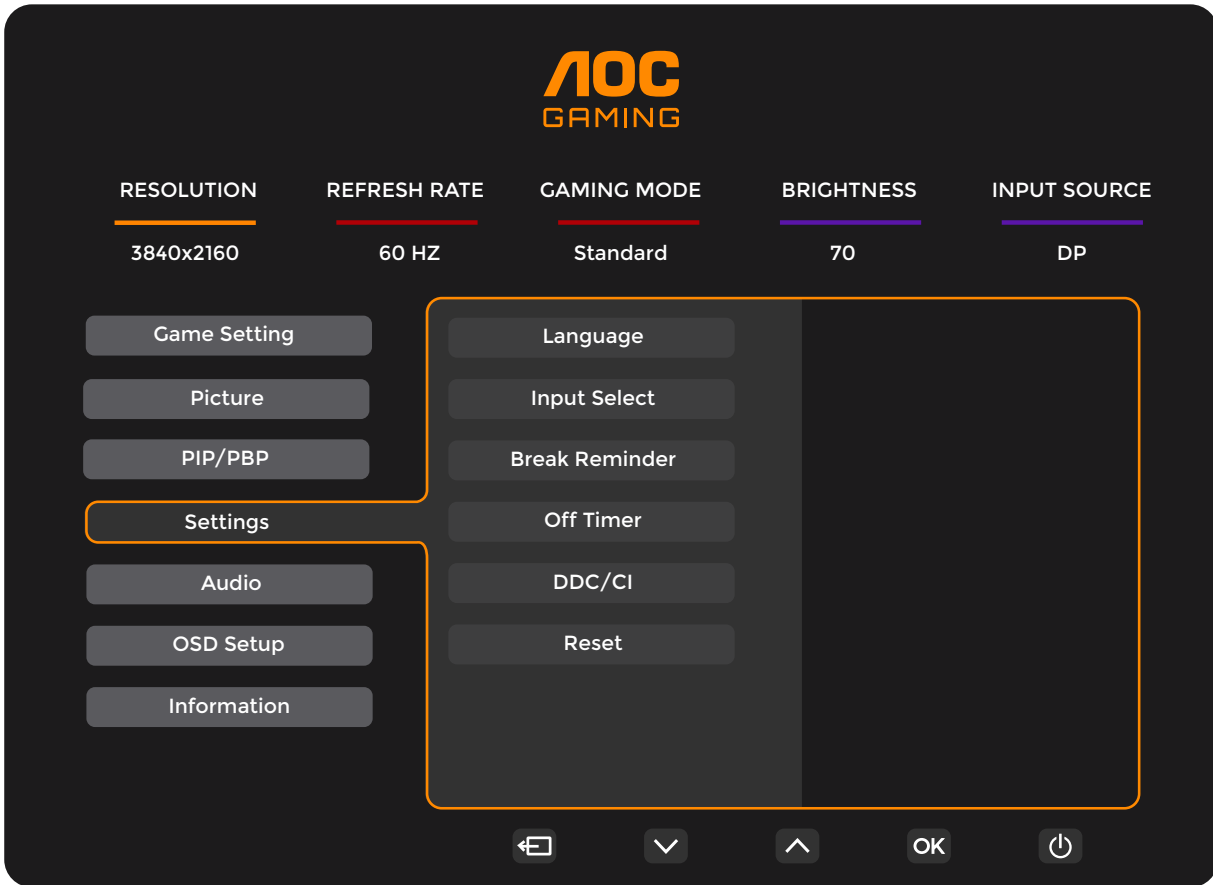 AOC
GAMING
RESOLUTION REFRESH RATE GAMING MODE BRIGHTNESS INPUT SOURCE
3840x2160 60 HZ Standard 70 DP
Game Setting
Picture
PIP/PBP
Settings
Audio
OSD Setup
Information
Language
Input Select
Break Reminder
Off Timer
DDC/CI
Reset
OK